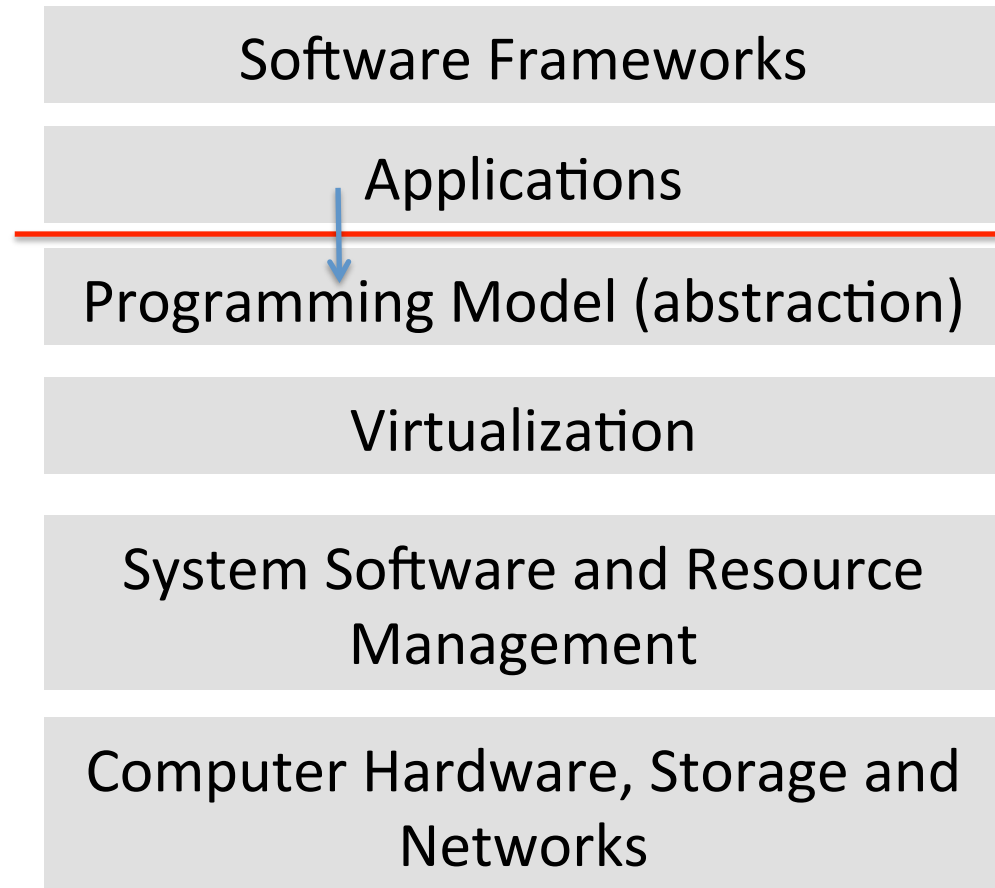 Software Frameworks
Applications
Programming Model (abstraction)
Virtualization
System Software and Resource
Management
Computer Hardware, Storage and
Networks